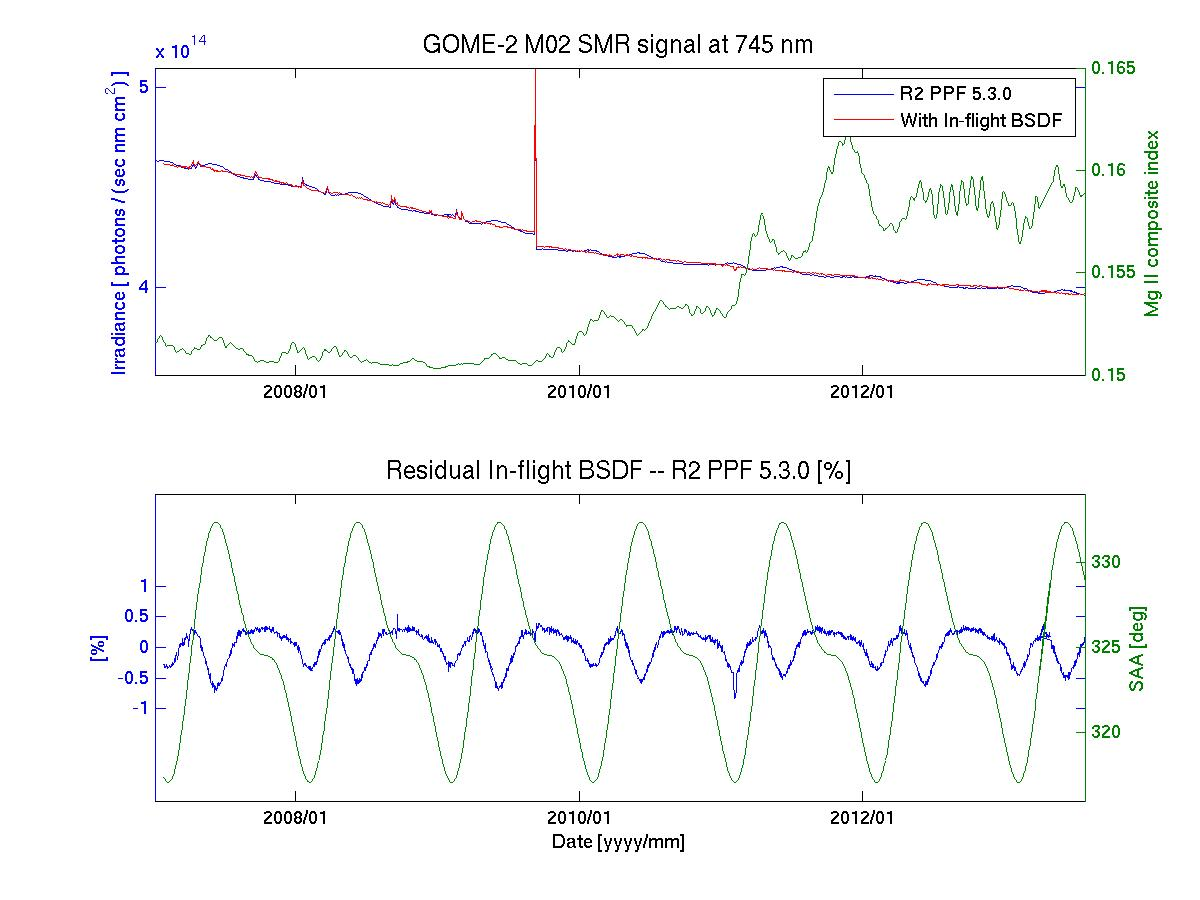 GOME-2 M02 SMR signal at 745 nm
x 10^14
Irradiance [ photons / (sec nm cm^2) ]
5
4
R2 PPF 5.3.0
With In-flight BSDF
0.165
0.16
0.155
0.15
Mg II composite index
2008/01
2010/01
2012/01
Residual In-flight BSDF -- R2 PPF 5.3.0 [%]
[%]
1
0.5
0
-0.5
-1
330
325
320
SAA [deg]
2008/01
2010/01
2012/01
Date [yyyy/mm]